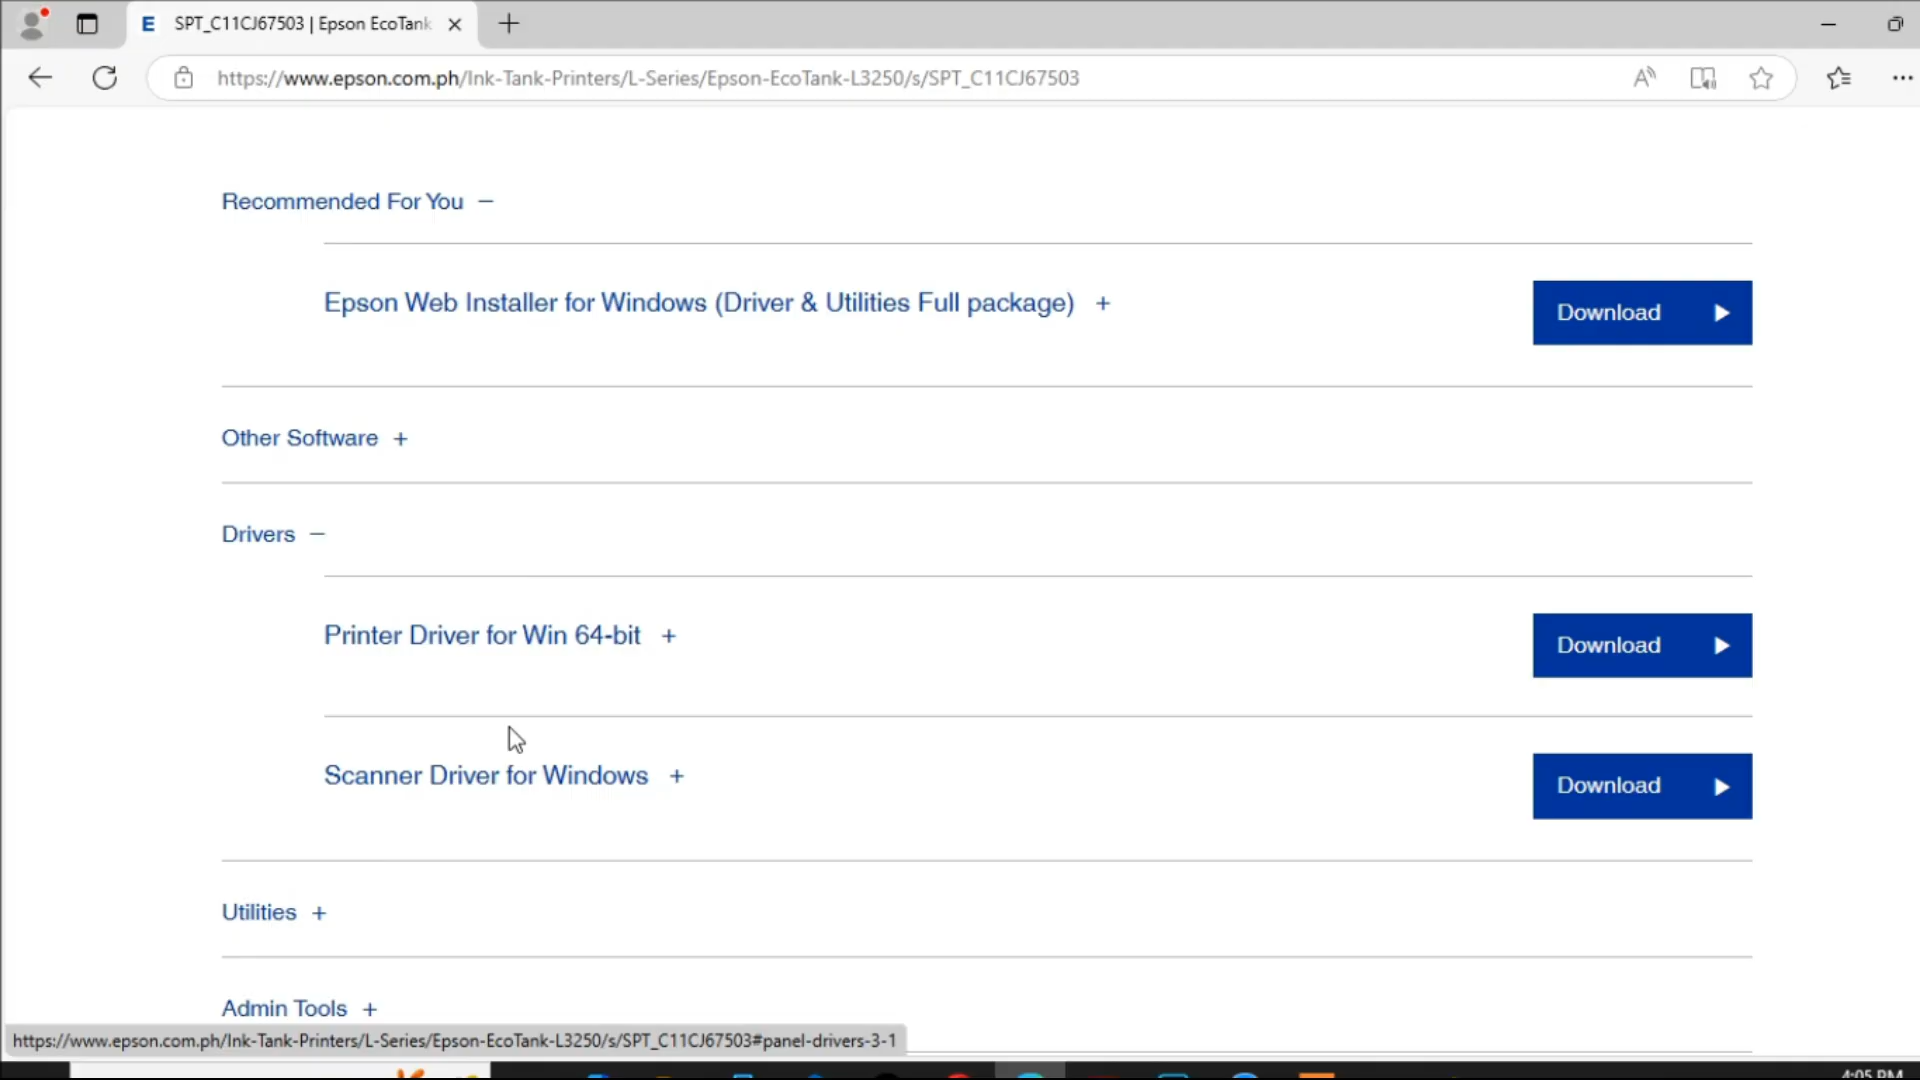 SPT_C11CJ67503 | Epson EcoTank
https://www.epson.com.ph/Ink-Tank-Printers/L-Series/Epson-EcoTank-L3250/s/SPT_C11CJ67503
Recommended For You −
Epson Web Installer for Windows (Driver & Utilities Full package) +
Download
Other Software +
Drivers −
Printer Driver for Win 64-bit +
Download
Scanner Driver for Windows +
Download
Utilities +
Admin Tools +
https://www.epson.com.ph/Ink-Tank-Printers/L-Series/Epson-EcoTank-L3250/s/SPT_C11CJ67503#panel-drivers-3-1
4:05 PM